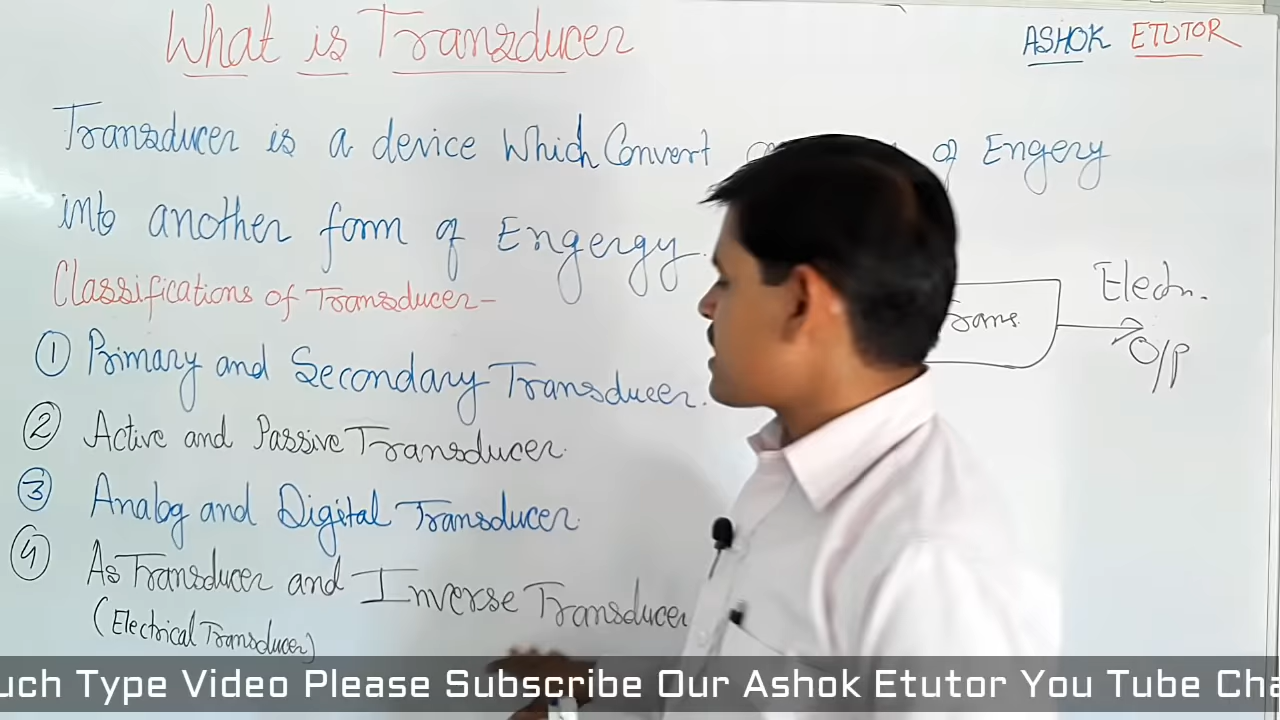 What is Transducer
ASHOK ETUTOR
Transducer is a device Which Convert of Engery
into another form of Engergy.
Classifications of Transducer-
Electr.
Trans.
O/P
① Primary and Secondary Transducer.
② Active and Passive Transducer.
③ Analog and Digital Transducer.
④ As Transducer and Inverse Transducer
(Electrical Transducer)
uch Type Video Please Subscribe Our Ashok Etutor You Tube Cha